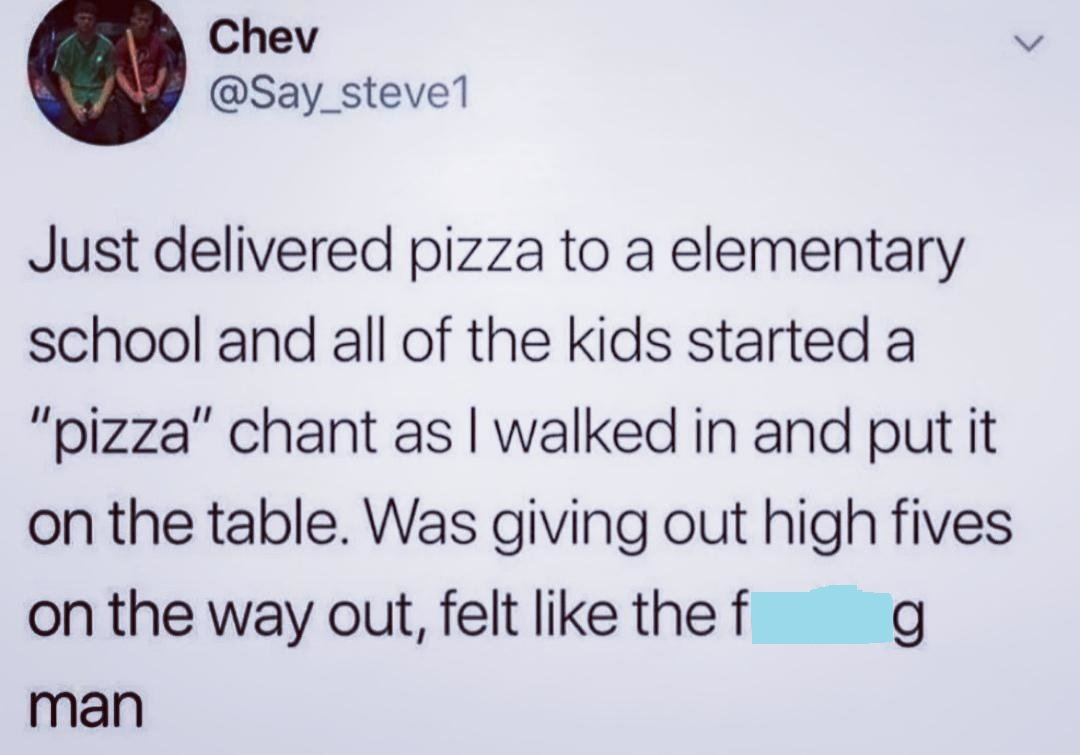 Chev
@Say_steve1
Just delivered pizza to a elementary
school and all of the kids started a
"pizza" chant as I walked in and put it
on the table. Was giving out high fives
on the way out, felt like the
man